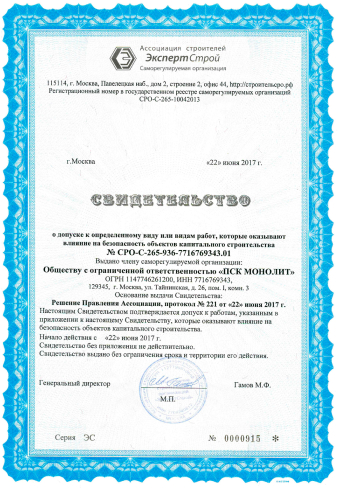 Ассоциация строителей
ЭкспертСтрой
Саморегулируемая организация
115114, г. Москва, Павелецкая наб., дом 2, строение 2, офис 44, http://стройэксперо.рф
Регистрационный номер в государственном реестре саморегулируемых организаций
СРО-С-265-10042013
г.Москва
«22» июня 2017 г.
СВИДЕТЕЛЬСТВО
о допуске к определенному виду или видам работ, которые оказывают
влияние на безопасность объектов капитального строительства
№ СРО-С-265-936-7716769343.01
Выдано члену саморегулируемой организации:
Обществу с ограниченной ответственностью «ПСК МОНОЛИТ»
ОГРН 1147746261200, ИНН 7716769343,
129345, г. Москва, ул. Тайнинская, д. 26, пом. I, комн. 3
Основание выдачи Свидетельства:
Решение Правления Ассоциации, протокол № 221 от «22» июня 2017 г.
Настоящим Свидетельством подтверждается допуск к работам, указанным в
приложении к настоящему Свидетельству, которые оказывают влияние на
безопасность объектов капитального строительства.
Начало действия с «22» июня 2017 г.
Свидетельство без приложения не действительно.
Свидетельство выдано без ограничения срока и территории его действия.
Генеральный директор
Гамов М.Ф.
М.П.
Серия ЭС
№ 0000915 *